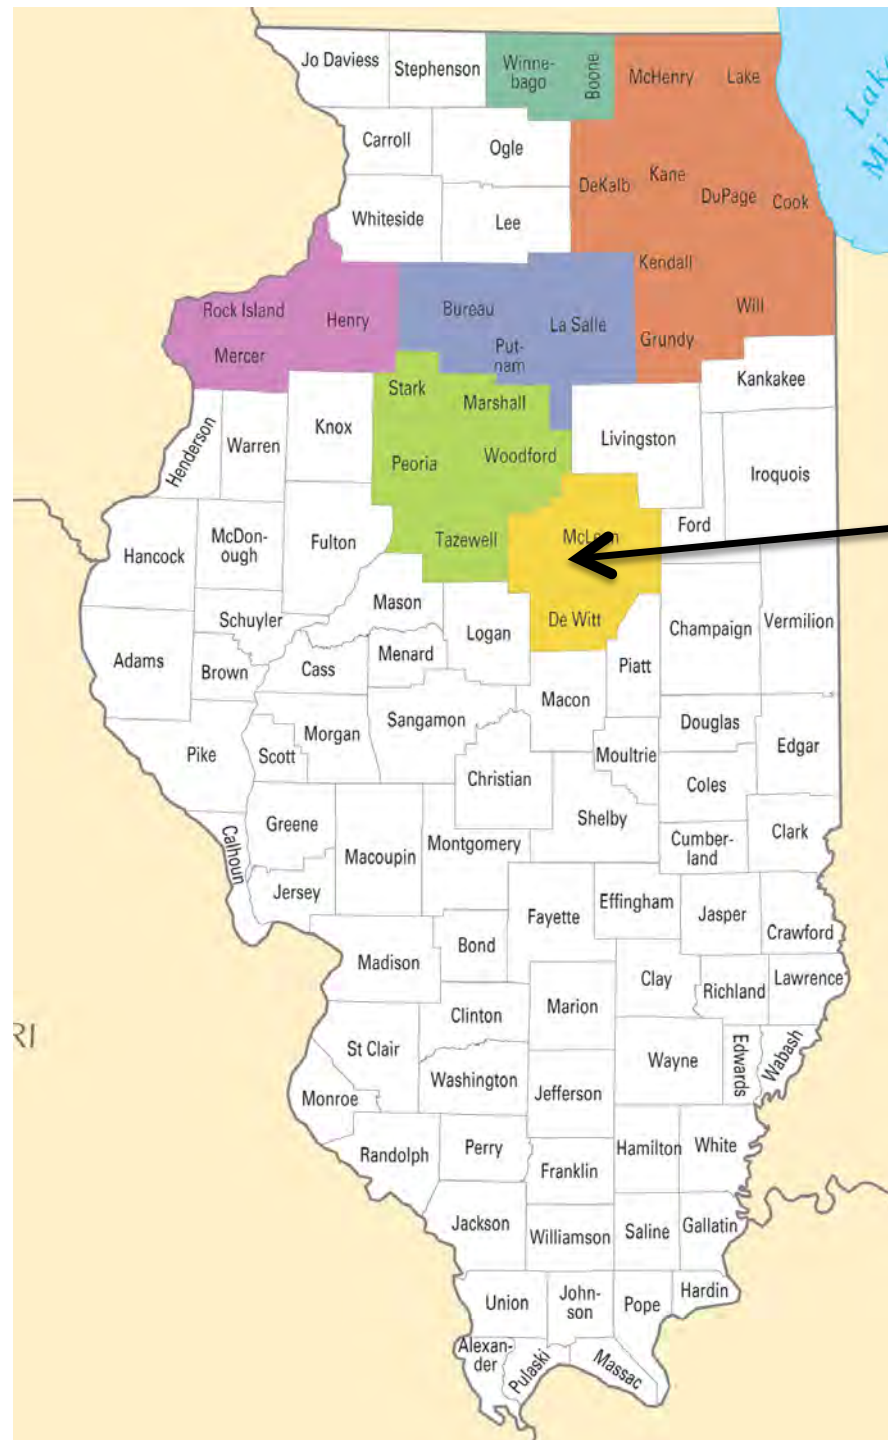 Jo Daviess
Stephenson
Winne-
bago
Boone
McHenry
Lake
Lake
Carroll
Ogle
DeKalb
Kane
DuPage
Cook
Whiteside
Lee
Kendall
Rock Island
Henry
Bureau
La Salle
Will
Mercer
Put-
nam
Grundy
Kankakee
Stark
Marshall
Henderson
Warren
Knox
Peoria
Woodford
Livingston
Iroquois
Hancock
McDon-
ough
Fulton
Tazewell
McLean
Ford
Schuyler
Mason
Logan
De Witt
Champaign
Vermilion
Adams
Brown
Cass
Menard
Piatt
Macon
Pike
Scott
Morgan
Sangamon
Christian
Moultrie
Douglas
Edgar
Coles
Shelby
Calhoun
Greene
Macoupin
Montgomery
Cumber-
land
Clark
Jersey
Fayette
Effingham
Jasper
Crawford
Madison
Bond
Clay
Richland
Lawrence
RI
Clinton
Marion
St Clair
Wayne
Edwards
Wabash
Monroe
Washington
Jefferson
Randolph
Perry
Franklin
Hamilton
White
Jackson
Williamson
Saline
Gallatin
Union
John-
son
Pope
Hardin
Alexan-
der
Pulaski
Massac